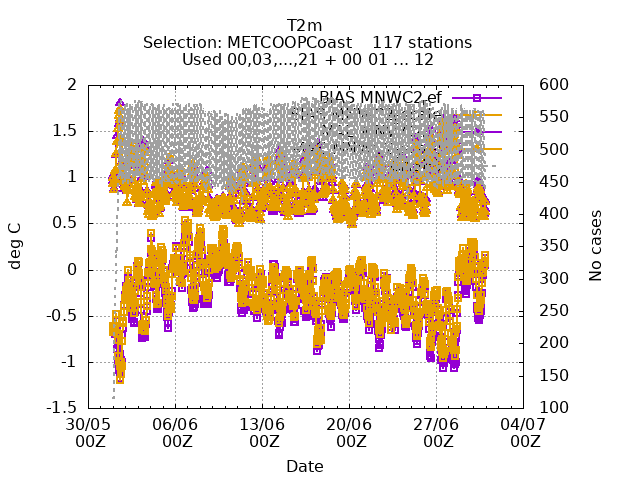 T2m
Selection: METCOOPCoast    117 stations
Used 00,03,...,21 + 00 01 ... 12
BIAS MNWC2.ef
2
1.5
1
0.5
0
-0.5
-1
-1.5
deg C
600
550
500
450
400
350
300
250
200
150
100
No cases
30/05 06/06 13/06 20/06 27/06 04/07
00Z 00Z 00Z 00Z 00Z 00Z
Date